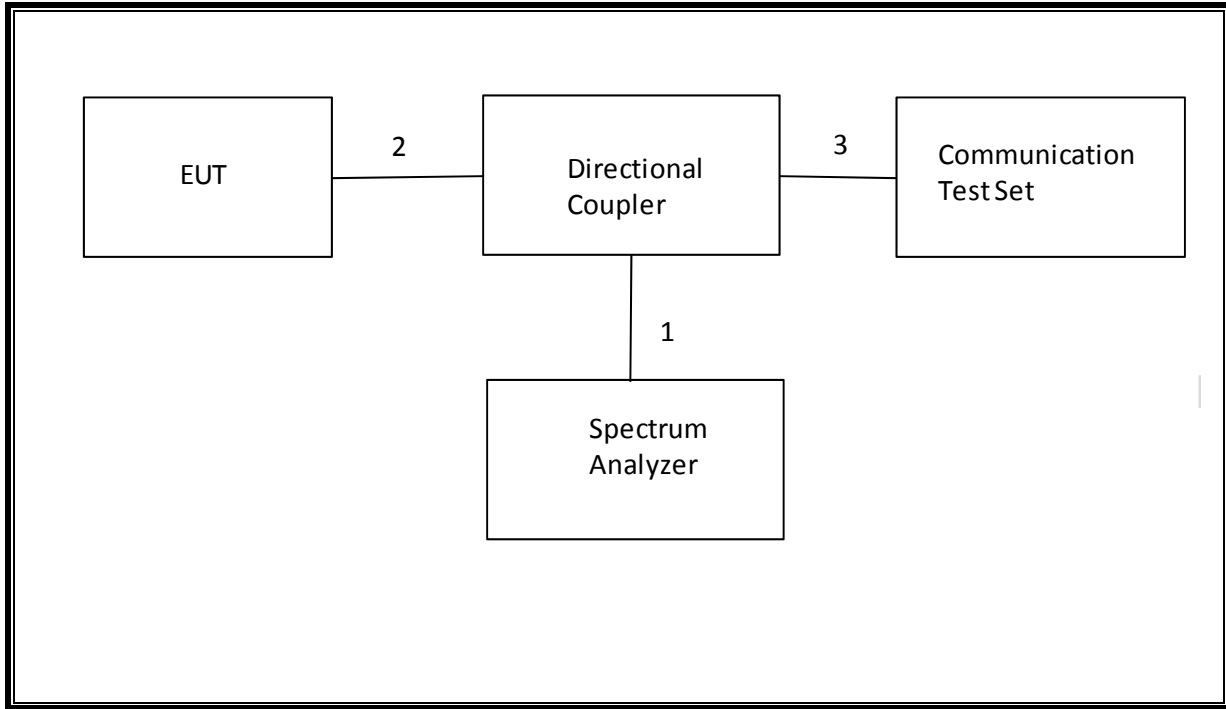 EUT
2
Directional
Coupler
3
Communication
Test Set
1
Spectrum
Analyzer